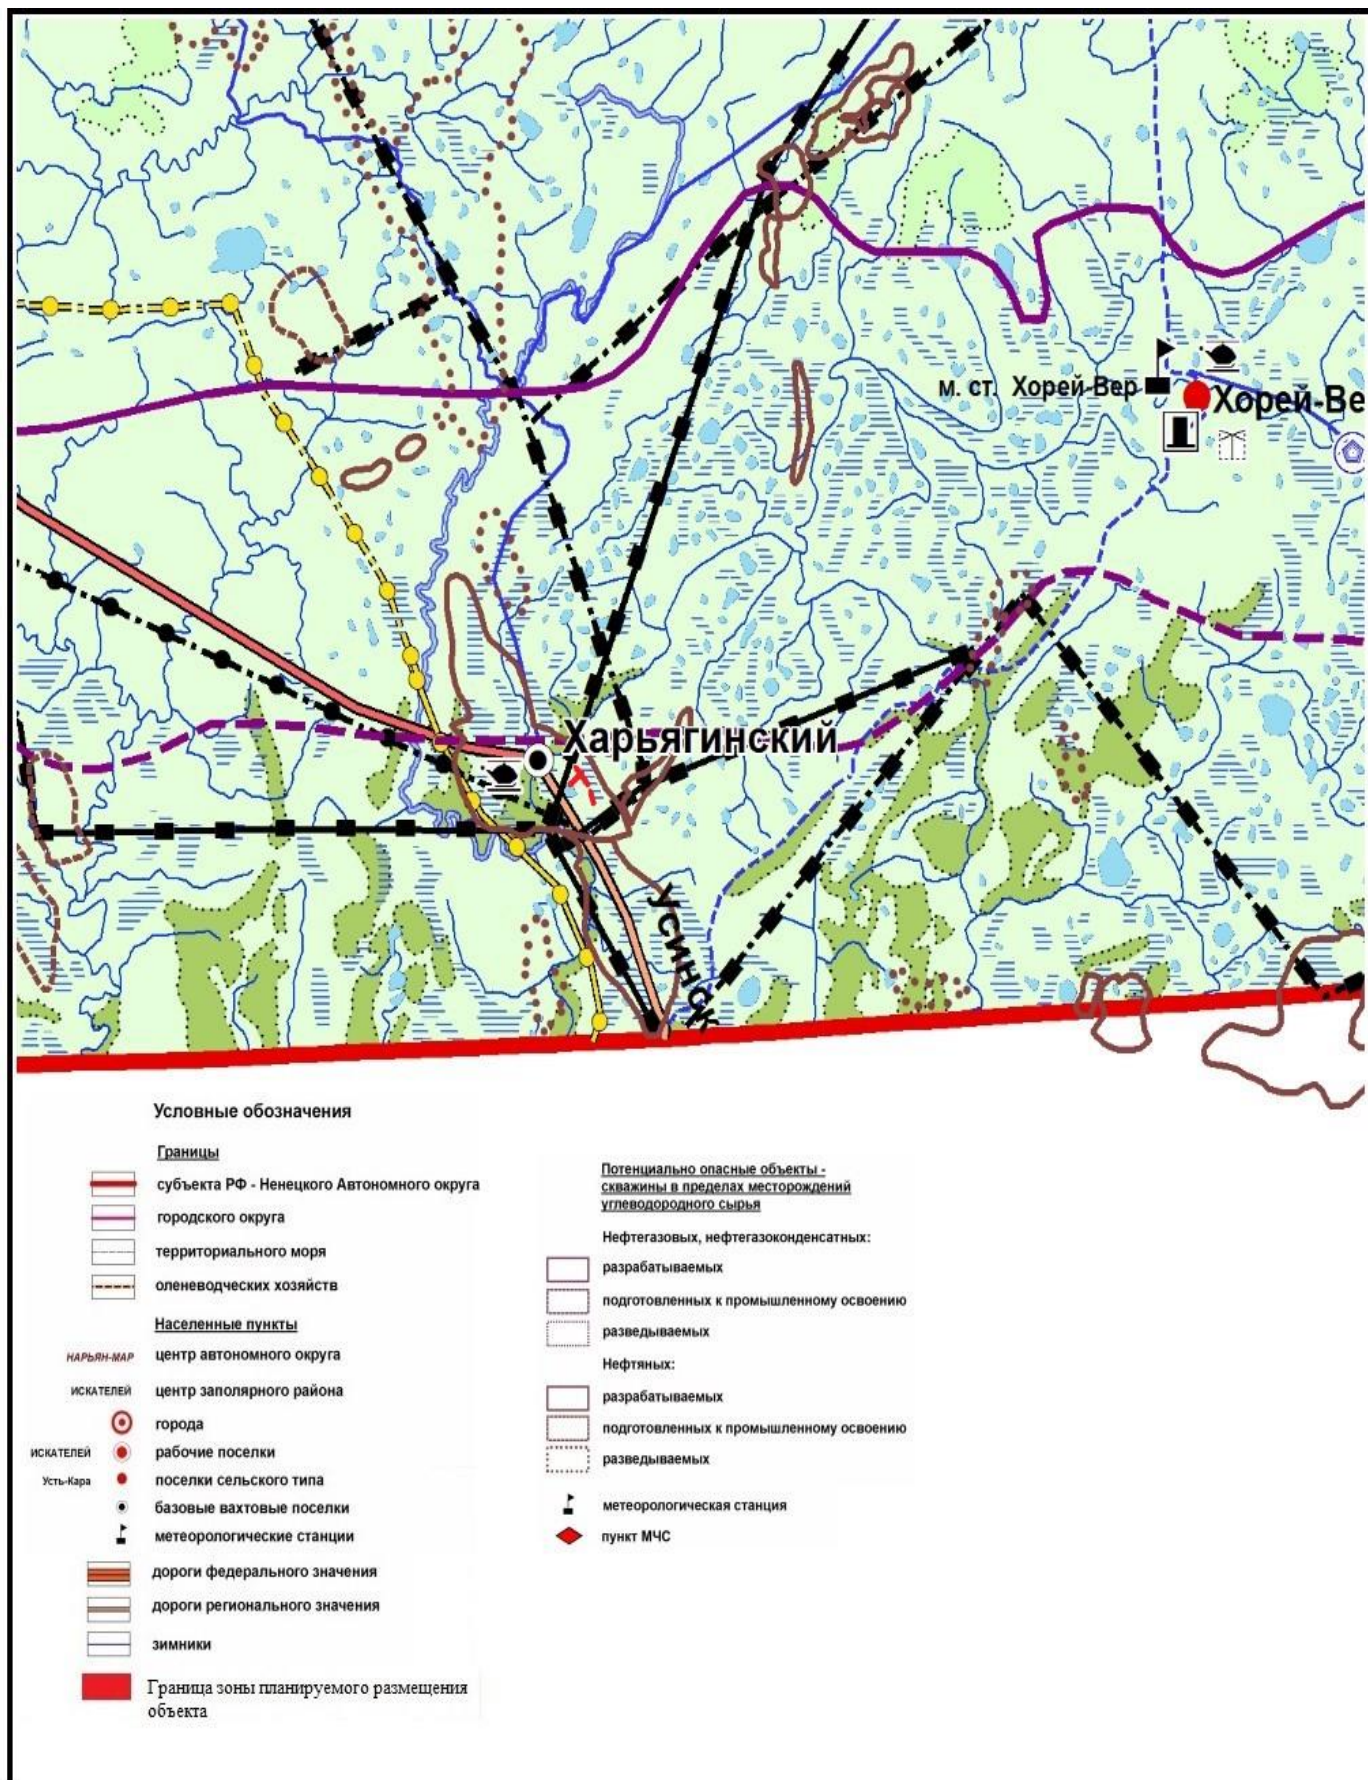 м. ст. Хорей-Вер
Хорей-Ве
Харьягинский
Усинск
Условные обозначения
Границы
субъекта РФ - Ненецкого Автономного округа
городского округа
территориального моря
оленеводческих хозяйств
Населенные пункты
НАРЬЯН-МАР центр автономного округа
ИСКАТЕЛЕЙ центр заполярного района
города
ИСКАТЕЛЕЙ рабочие поселки
Усть-Кара поселки сельского типа
базовые вахтовые поселки
метеорологические станции
дороги федерального значения
дороги регионального значения
зимники
Граница зоны планируемого размещения
объекта
Потенциально опасные объекты -
скважины в пределах месторождений
углеводородного сырья
Нефтегазовых, нефтегазоконденсатных:
разрабатываемых
подготовленных к промышленному освоению
разведываемых
Нефтяных:
разрабатываемых
подготовленных к промышленному освоению
разведываемых
метеорологическая станция
пункт МЧС